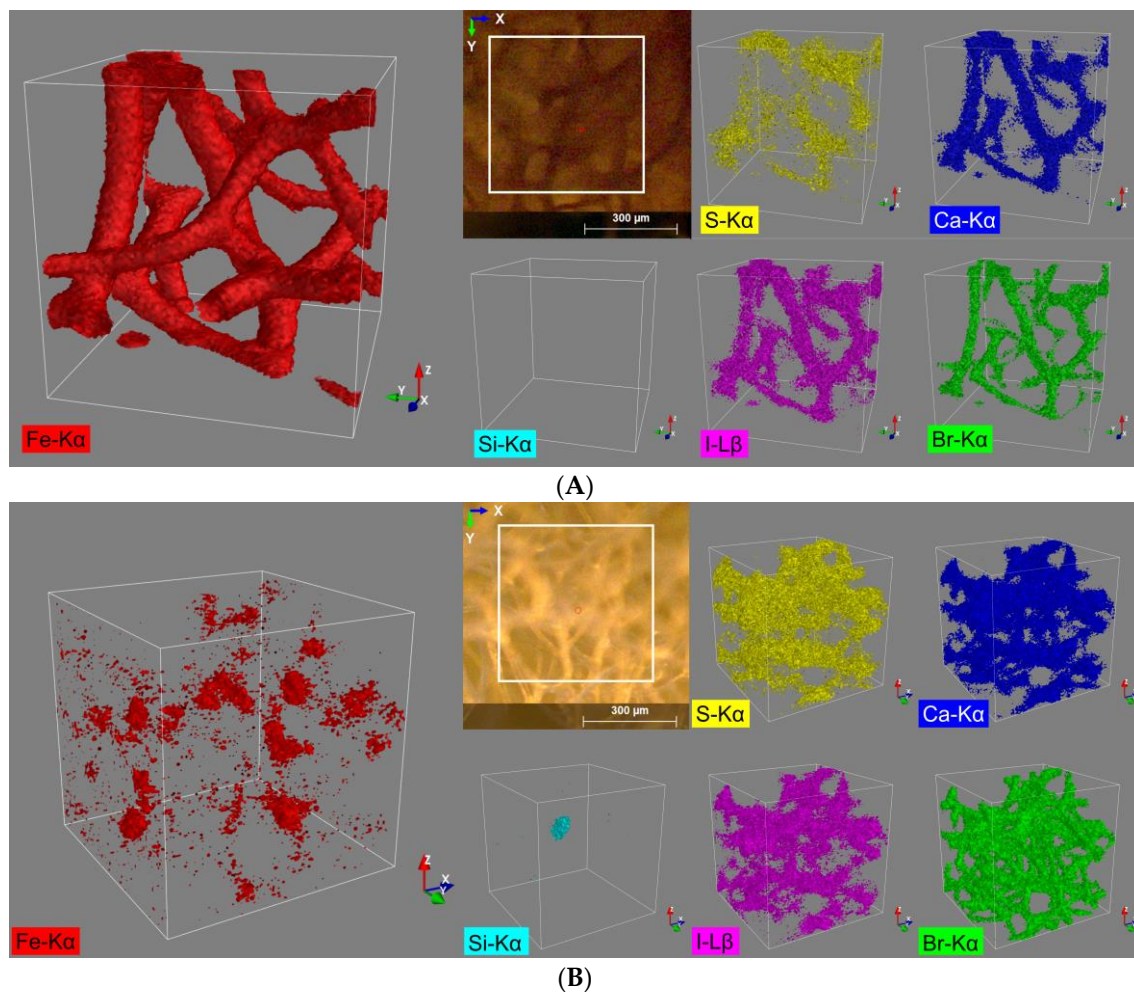 X
Y
300 µm
S-Kα
Ca-Kα
Z
Y
X
Fe-Kα
Si-Kα
I-Lβ
Br-Kα
(A)
X
Y
300 µm
S-Kα
Ca-Kα
Z
X
Y
Fe-Kα
Si-Kα
I-Lβ
Br-Kα
(B)